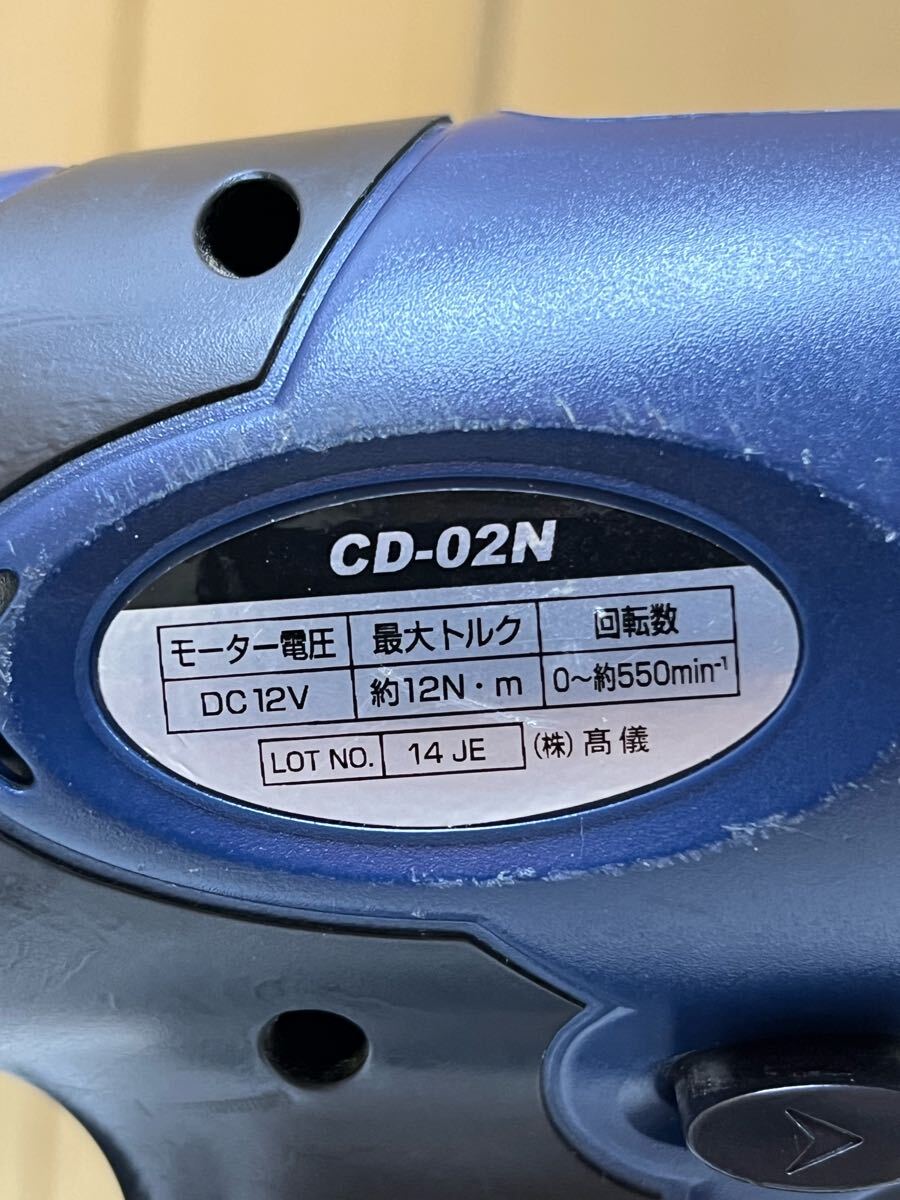 CD-02N
モーター電圧 最大トルク 回転数
DC12V 約12N・m 0～約550min⁻¹
LOT NO. 14 JE (株)髙儀